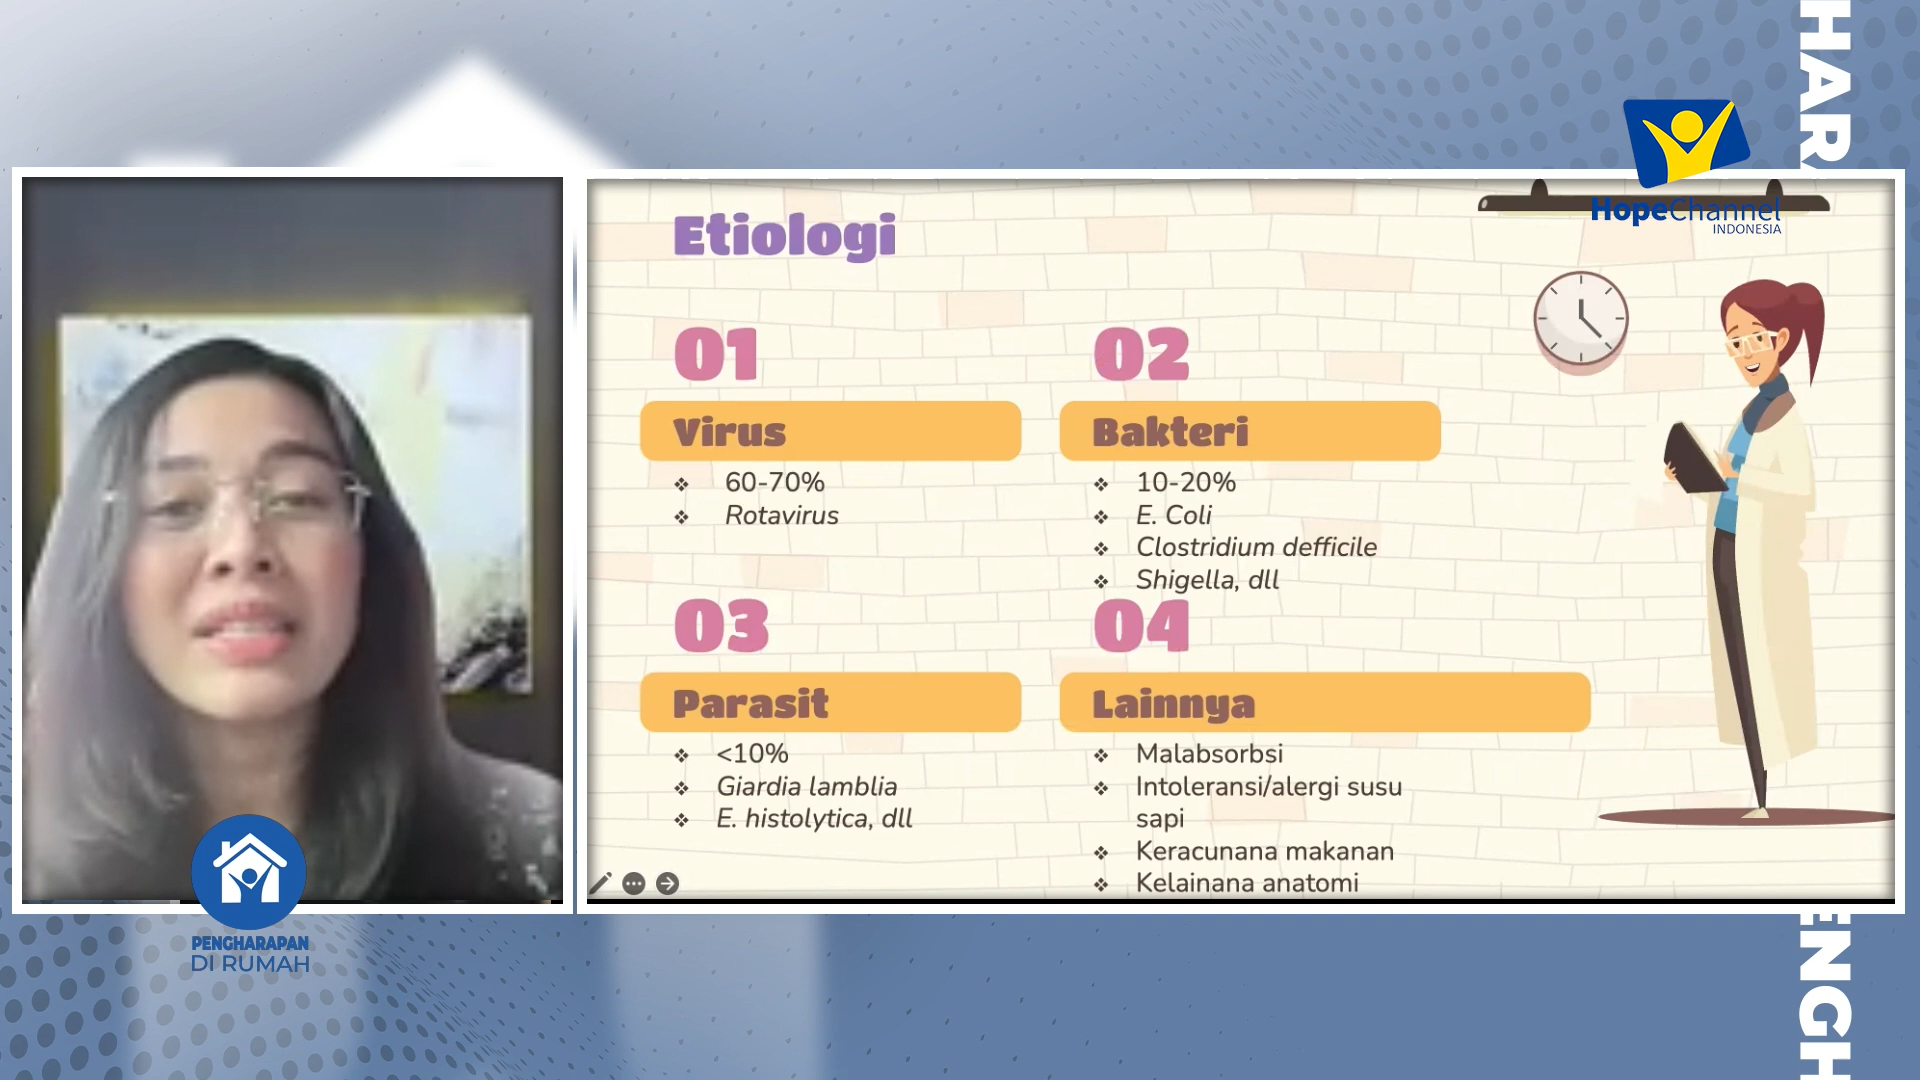 HAR
HopeChannel
INDONESIA
Etiologi
01
Virus
❖ 60-70%
❖ Rotavirus
02
Bakteri
❖ 10-20%
❖ E. Coli
❖ Clostridium defficile
❖ Shigella, dll
03
Parasit
❖ <10%
❖ Giardia lamblia
❖ E. histolytica, dll
04
Lainnya
❖ Malabsorbsi
❖ Intoleransi/alergi susu
sapi
❖ Keracunana makanan
❖ Kelainana anatomi
PENGHARAPAN
DI RUMAH
ENGH